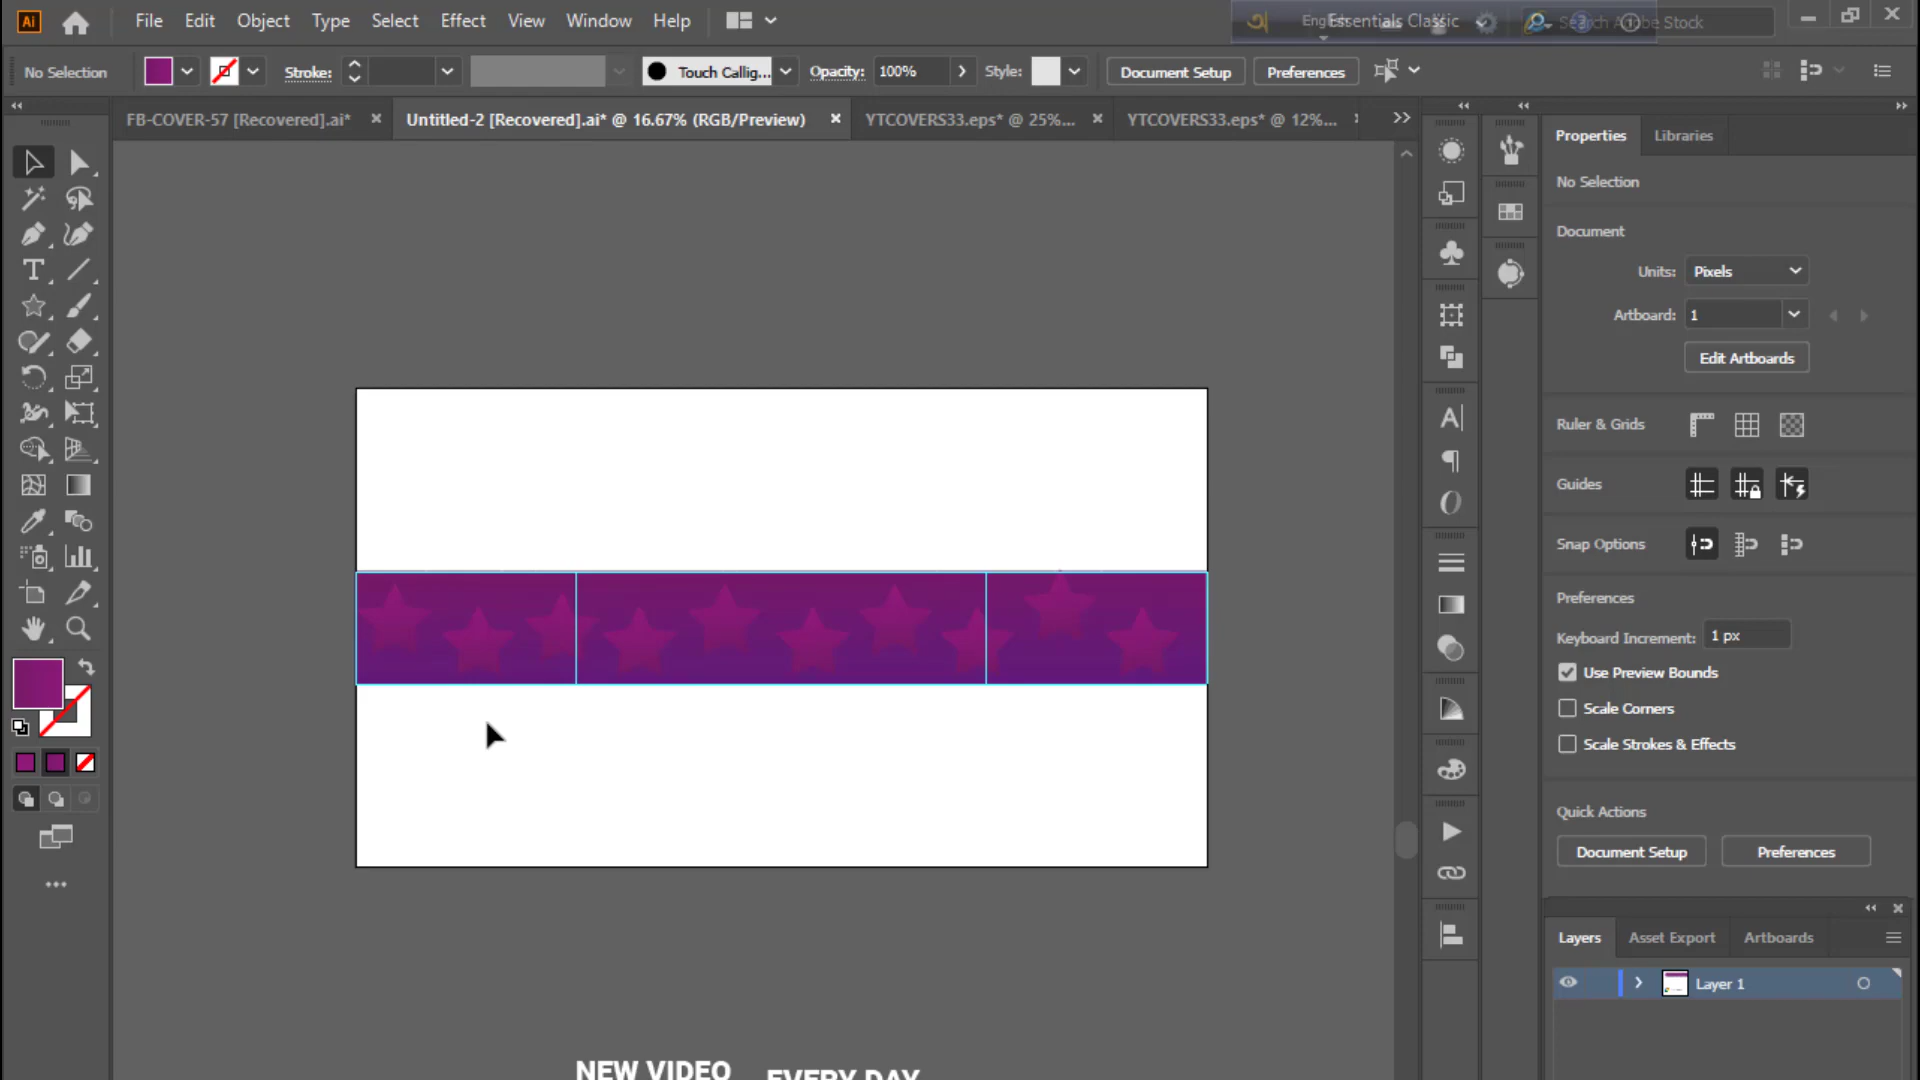 Ai File Edit Object Type Select Effect View Window Help
English Essentials Classic Search Adobe Stock
No Selection Stroke: Touch Callig... Opacity: 100% Style: Document Setup Preferences
FB-COVER-57 [Recovered].ai* Untitled-2 [Recovered].ai* @ 16.67% (RGB/Preview) YTCOVERS33.eps* @ 25%... YTCOVERS33.eps* @ 12%...
Properties Libraries
No Selection
Document
Units: Pixels
Artboard: 1
Edit Artboards
Ruler & Grids
Guides
Snap Options
Preferences
Keyboard Increment: 1 px
Use Preview Bounds
Scale Corners
Scale Strokes & Effects
Quick Actions
Document Setup Preferences
Layers Asset Export Artboards
Layer 1
NEW VIDEO EVERY DAY